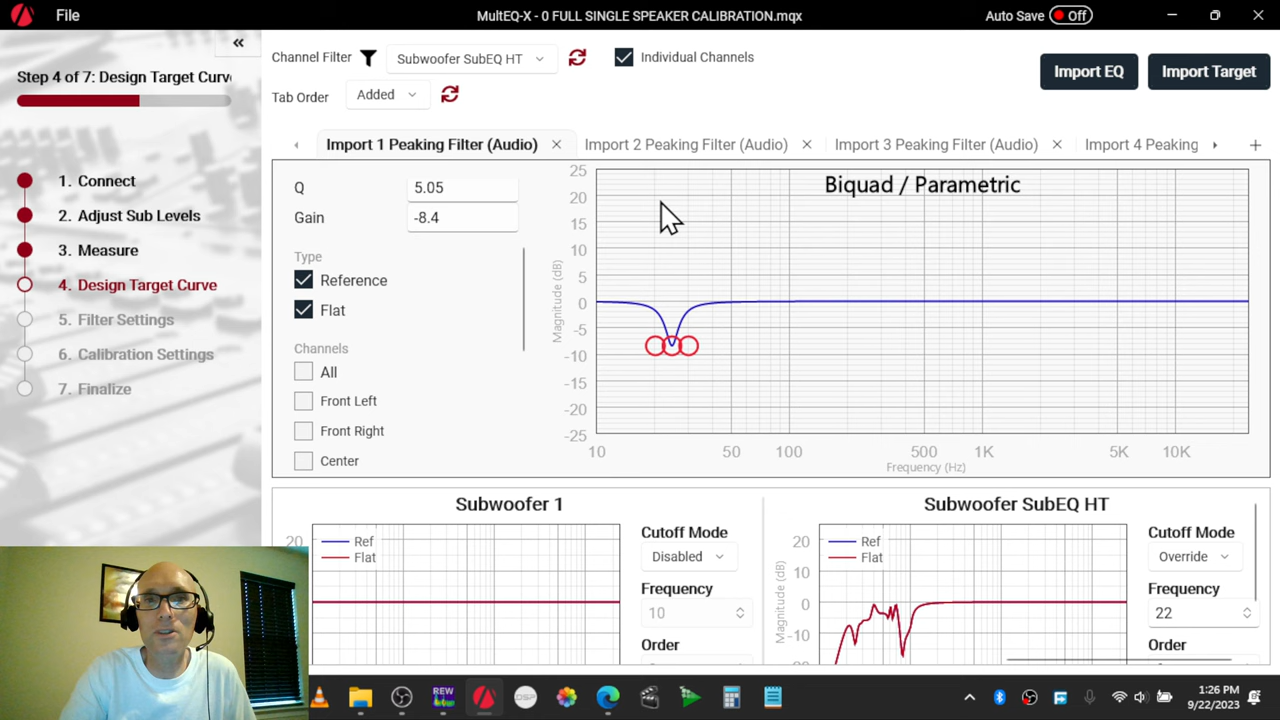 File
MultEQ-X - 0 FULL SINGLE SPEAKER CALIBRATION.mqx
Auto Save Off
Step 4 of 7: Design Target Curv
1. Connect
2. Adjust Sub Levels
3. Measure
4. Design Target Curve
5. Filter Settings
6. Calibration Settings
7. Finalize
Channel Filter Subwoofer SubEQ HT Individual Channels
Tab Order Added
Import EQ Import Target
Import 1 Peaking Filter (Audio) Import 2 Peaking Filter (Audio) Import 3 Peaking Filter (Audio) Import 4 Peaking
Q 5.05
Gain -8.4
Type
Reference
Flat
Channels
All
Front Left
Front Right
Center
Biquad / Parametric
Magnitude (dB)
25
20
15
10
5
0
-5
-10
-15
-20
-25
10 50 100 500 1K 5K 10K
Frequency (Hz)
Subwoofer 1
20
Ref
Flat
Cutoff Mode
Disabled
Frequency
10
Order
Subwoofer SubEQ HT
Magnitude (dB)
20
10
0
-10
Ref
Flat
Cutoff Mode
Override
Frequency
22
Order
REW
OSP
1:26 PM
9/22/2023